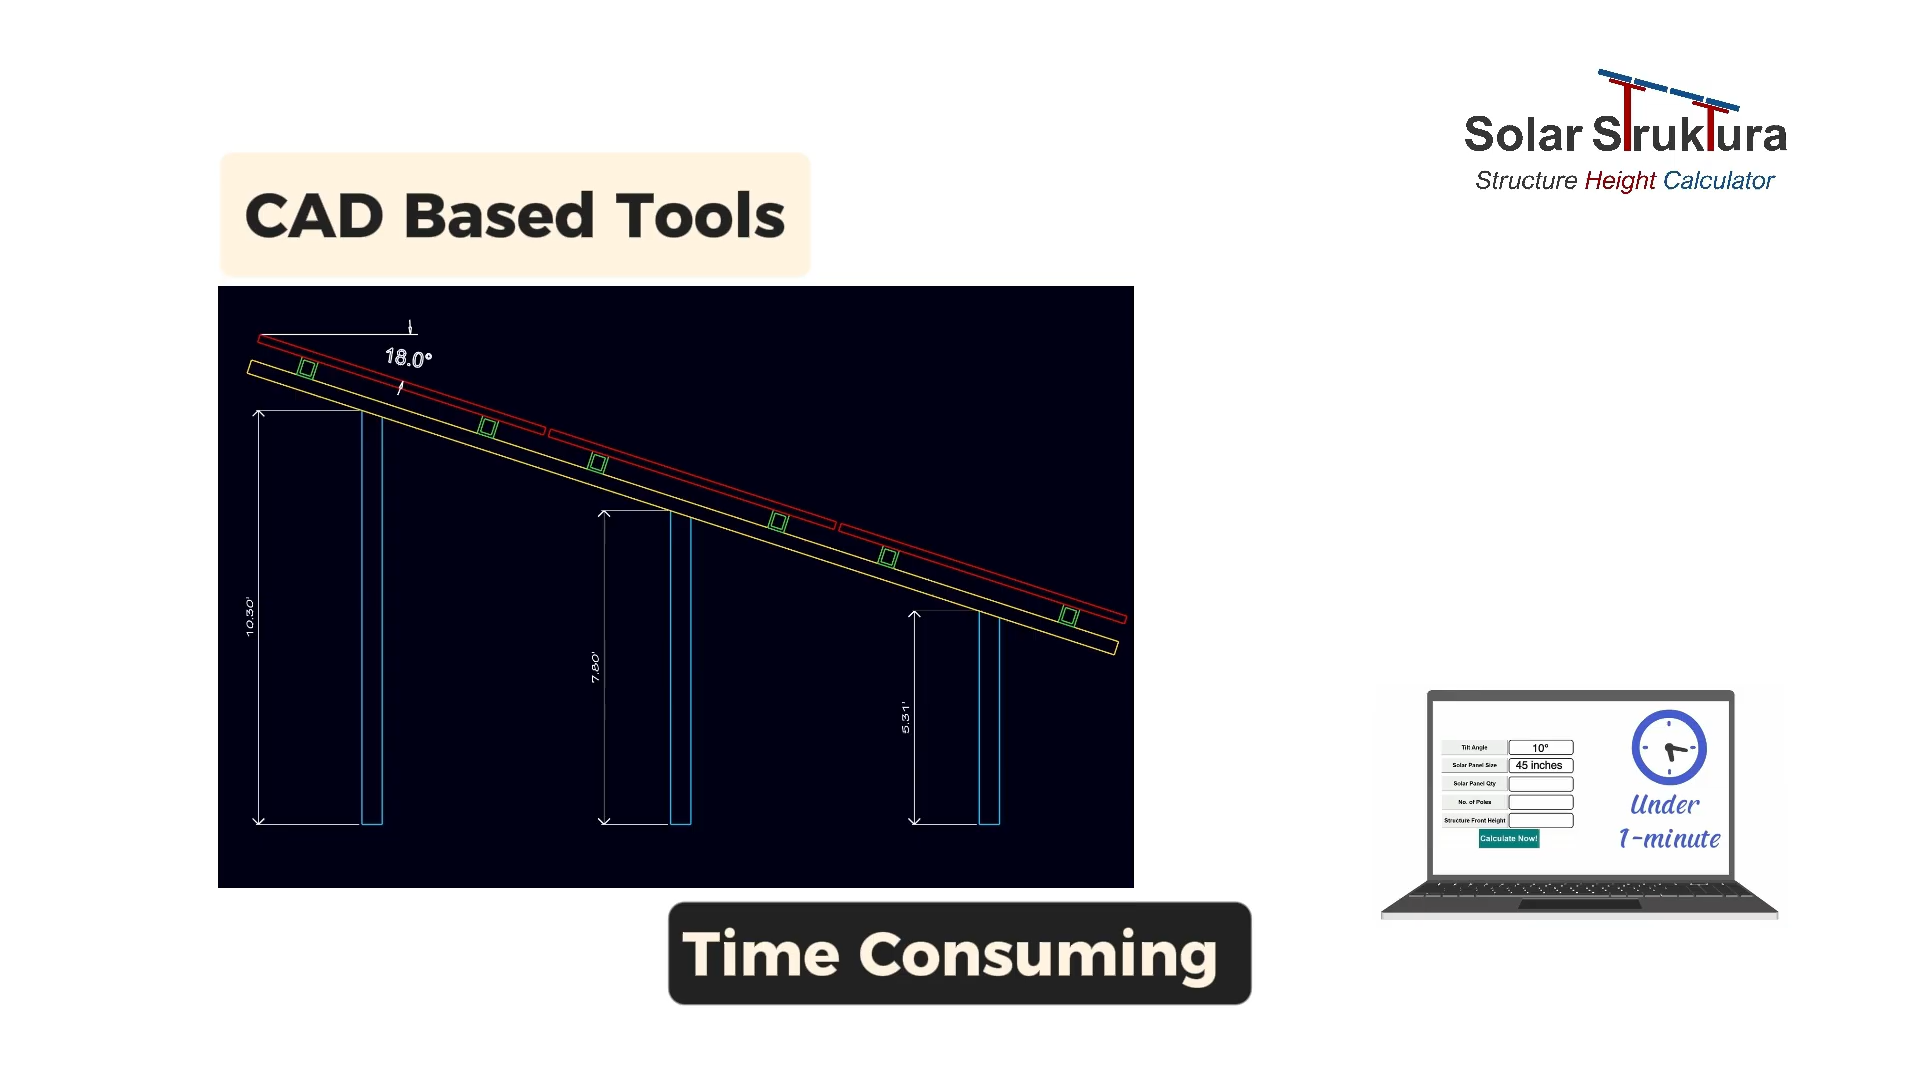 Solar StrukTura
Structure Height Calculator
CAD Based Tools
18.0°
10.30'
7.80'
5.31'
Tilt Angle 10°
Solar Panel Size 45 inches
Solar Panel Qty
No. of Poles
Structure Front Height
Calculate Now!
Under
1-minute
Time Consuming